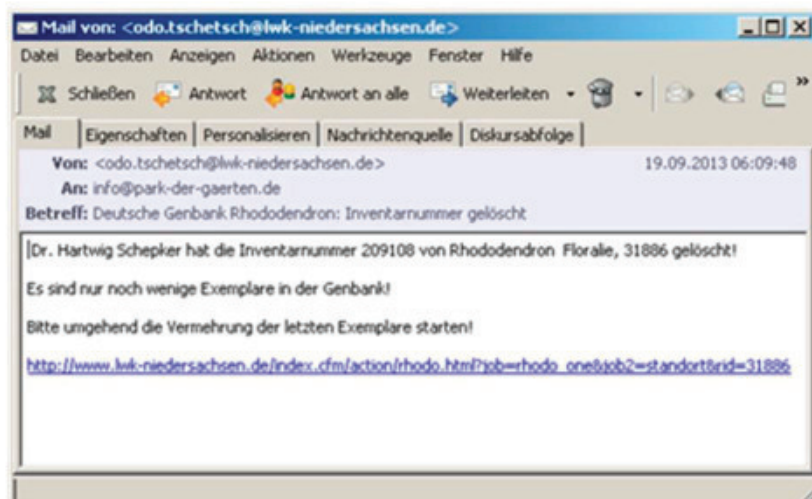 Mail von: <odo.tschetsch@lwk-niedersachsen.de>
Datei Bearbeiten Anzeigen Aktionen Werkzeuge Fenster Hilfe
Schließen Antwort Antwort an alle Weiterleiten
Mail Eigenschaften Personalisieren Nachrichtenquelle Diskursabfolge
Von: <odo.tschetsch@lwk-niedersachsen.de> 19.09.2013 06:09:48
An: info@park-der-gaerten.de
Betreff: Deutsche Genbank Rhododendron: Inventarnummer gelöscht
Dr. Hartwig Schepker hat die Inventarnummer 209108 von Rhododendron Floralie, 31886 gelöscht!
Es sind nur noch wenige Exemplare in der Genbank!
Bitte umgehend die Vermehrung der letzten Exemplare starten!
http://www.lwk-niedersachsen.de/index.cfm/action/rhodo.html?job=rhodo_one&job2=standort&rid=31886